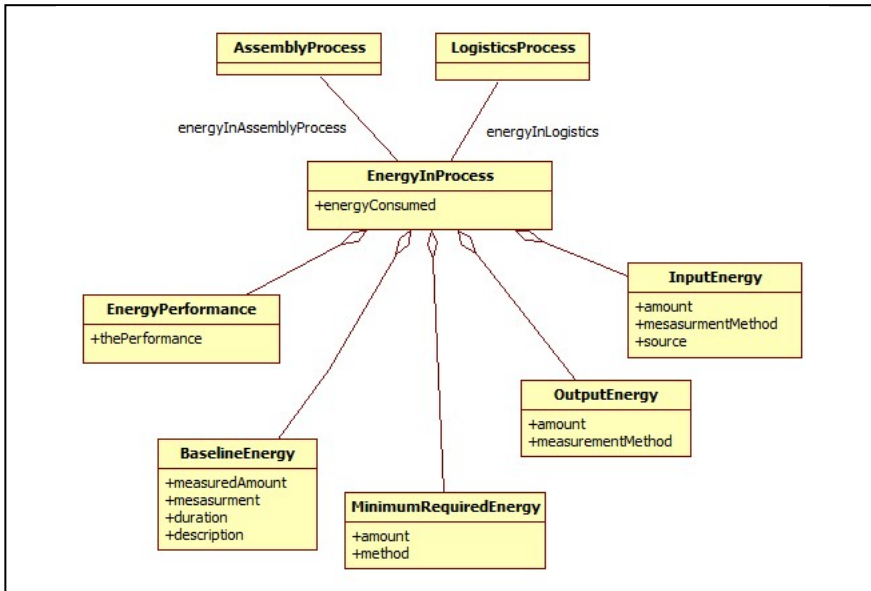 AssemblyProcess
LogisticsProcess
energyInAssemblyProcess
energyInLogistics
EnergyInProcess
+energyConsumed
InputEnergy
+amount
+mesasurmentMethod
+source
EnergyPerformance
+thePerformance
OutputEnergy
+amount
+measurementMethod
BaselineEnergy
+measuredAmount
+mesasurment
+duration
+description
MinimumRequiredEnergy
+amount
+method